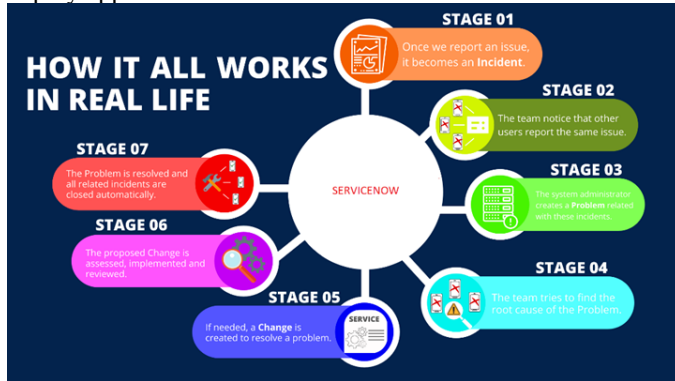 HOW IT ALL WORKS
IN REAL LIFE
SERVICENOW
STAGE 01
Once we report an issue,
it becomes an Incident.
STAGE 02
The team notice that other
users report the same issue.
STAGE 03
The system administrator
creates a Problem related
with these incidents.
STAGE 04
The team tries to find the
root cause of the Problem.
STAGE 05
If needed, a Change is
created to resolve a problem.
SERVICE
STAGE 06
The proposed Change is
assessed, implemented and
reviewed.
STAGE 07
The Problem is resolved and
all related incidents are
closed automatically.